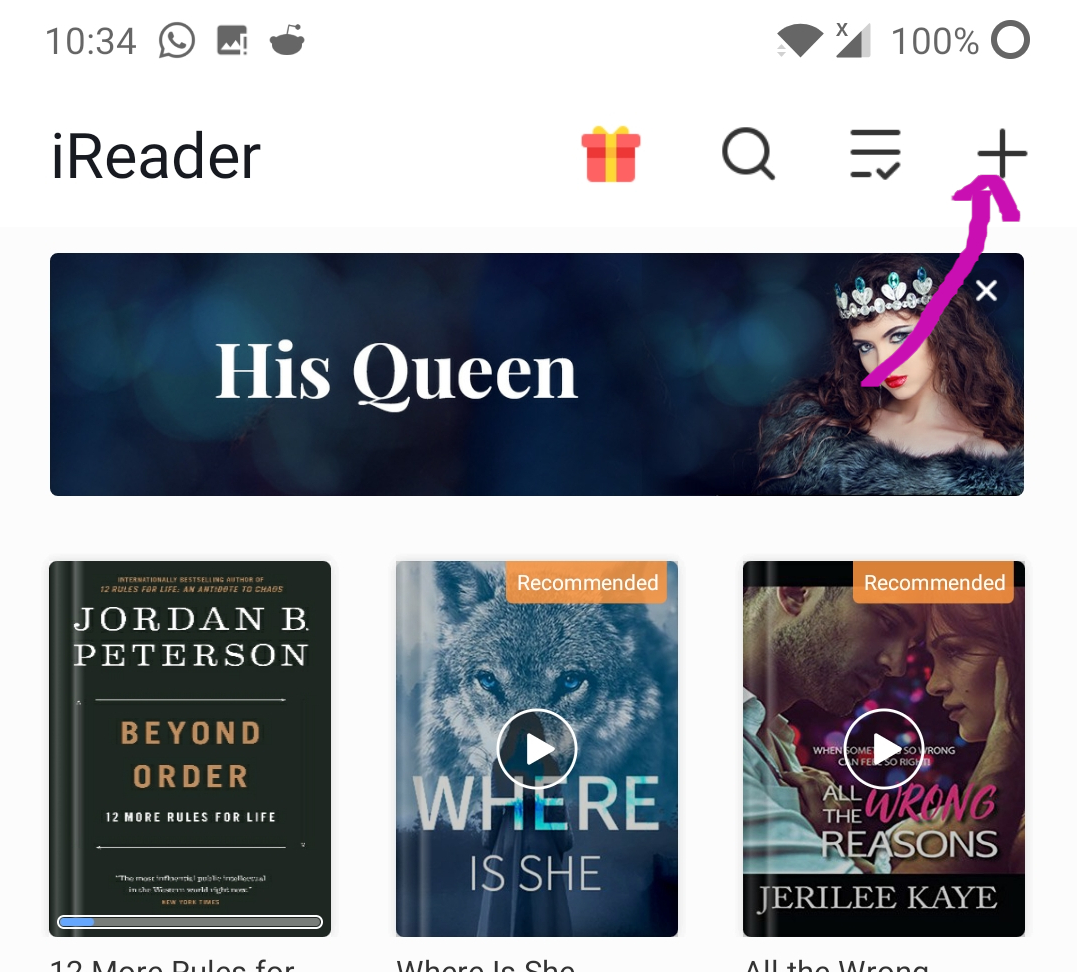 10:34
100%
iReader
His Queen
INTERNATIONALLY BESTSELLING AUTHOR OF
12 RULES FOR LIFE: AN ANTIDOTE TO CHAOS
JORDAN B.
PETERSON
BEYOND
ORDER
12 MORE RULES FOR LIFE
"The most influential public intellectual
in the Western world right now."
NEW YORK TIMES
Recommended
WHERE
IS SHE
Recommended
WHEN SOMETHING SO WRONG
CAN FEEL SO RIGHT!
ALL
THE WRONG
REASONS
JERILEE KAYE
12 More Rules for
Where Is She
All the Wrong